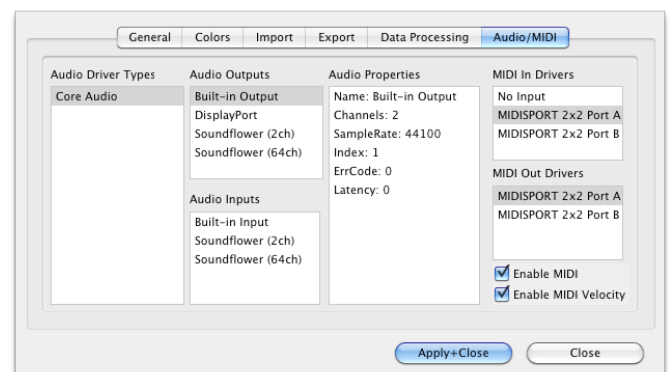 General Colors Import Export Data Processing Audio/MIDI
Audio Driver Types
Core Audio
Audio Outputs
Built-in Output
DisplayPort
Soundflower (2ch)
Soundflower (64ch)
Audio Inputs
Built-in Input
Soundflower (2ch)
Soundflower (64ch)
Audio Properties
Name: Built-in Output
Channels: 2
SampleRate: 44100
Index: 1
ErrCode: 0
Latency: 0
MIDI In Drivers
No Input
MIDISPORT 2x2 Port A
MIDISPORT 2x2 Port B
MIDI Out Drivers
MIDISPORT 2x2 Port A
MIDISPORT 2x2 Port B
Enable MIDI
Enable MIDI Velocity
Apply+Close Close